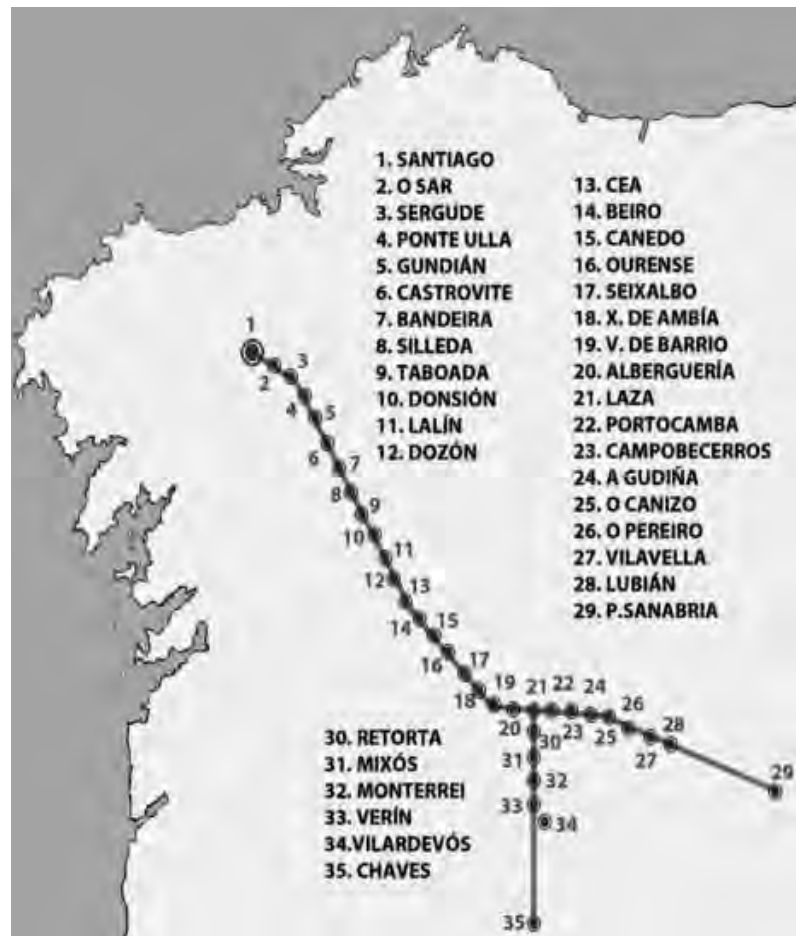 1. SANTIAGO
2. O SAR
3. SERGUDE
4. PONTE ULLA
5. GUNDIÁN
6. CASTROVITE
7. BANDEIRA
8. SILLEDA
9. TABOADA
10. DONSIÓN
11. LALÍN
12. DOZÓN
13. CEA
14. BEIRO
15. CANEDO
16. OURENSE
17. SEIXALBO
18. X. DE AMBÍA
19. V. DE BARRIO
20. ALBERGUERÍA
21. LAZA
22. PORTOCAMBA
23. CAMPOBECERROS
24. A GUDIÑA
25. O CANIZO
26. O PEREIRO
27. VILAVELLA
28. LUBIÁN
29. P.SANABRIA
1
2
3
4
5
6
7
8
9
10
11
12
13
14
15
16
17
18
19
20
21
22
23
24
25
26
27
28
29
30
31
32
33
34
35
30. RETORTA
31. MIXÓS
32. MONTERREI
33. VERÍN
34.VILARDEVÓS
35. CHAVES